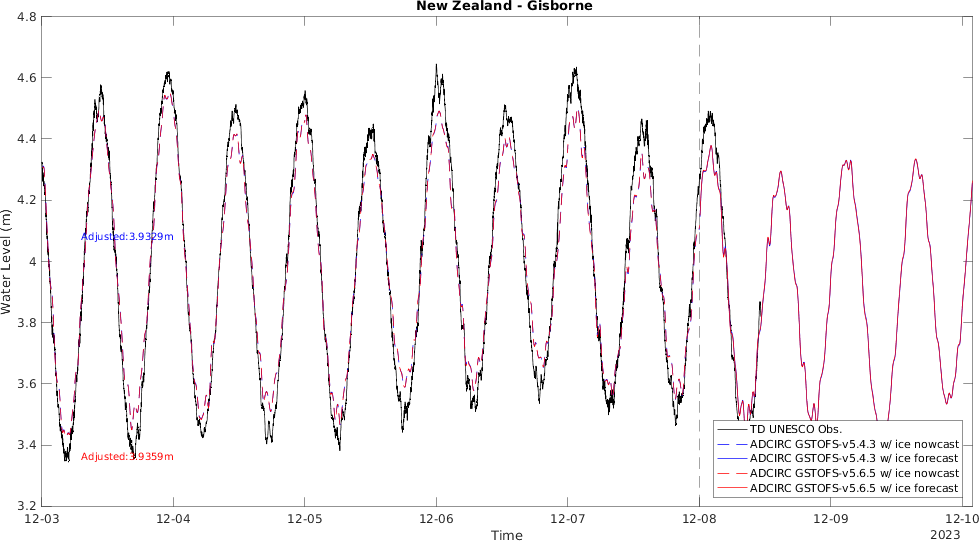 New Zealand - Gisborne
4.8
4.6
4.4
4.2
4
3.8
3.6
3.4
3.2
Water Level (m)
Adjusted:3.9329m
Adjusted:3.9359m
TD UNESCO Obs.
ADCIRC GSTOFS-v5.4.3 w/ ice nowcast
ADCIRC GSTOFS-v5.4.3 w/ ice forecast
ADCIRC GSTOFS-v5.6.5 w/ ice nowcast
ADCIRC GSTOFS-v5.6.5 w/ ice forecast
12-03 12-04 12-05 12-06 12-07 12-08 12-09 12-10
Time
2023